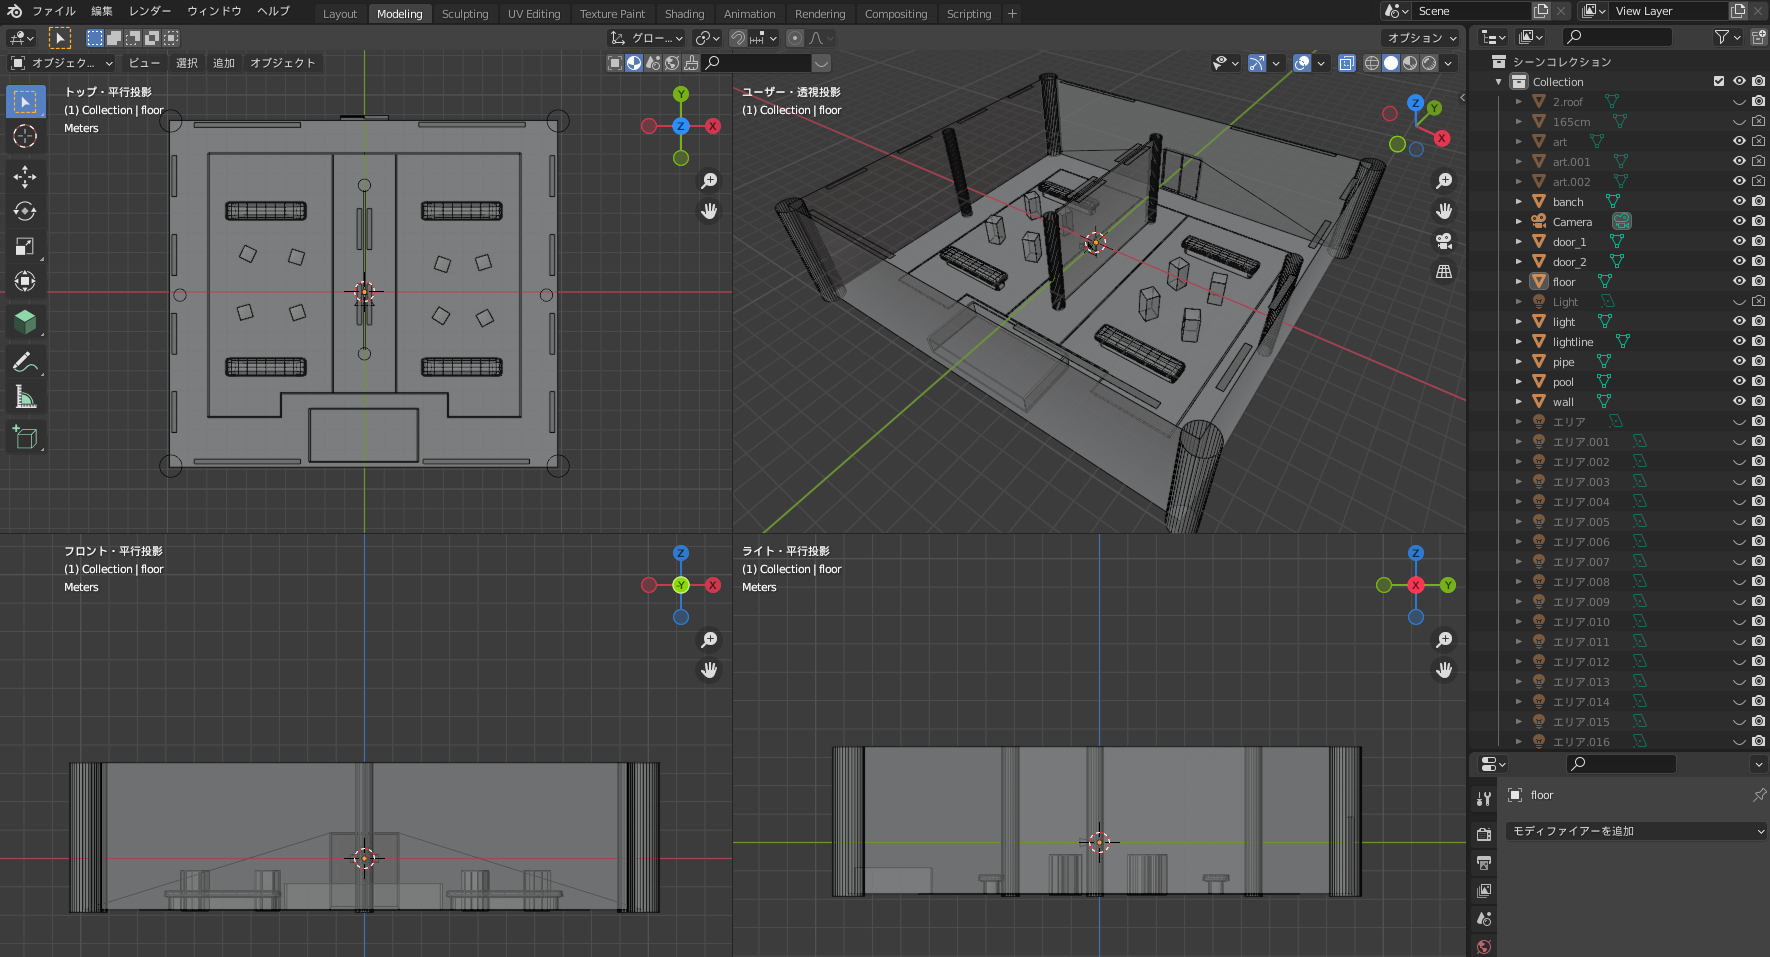 ファイル 編集 レンダー ウィンドウ ヘルプ Layout Modeling Sculpting UV Editing Texture Paint Shading Animation Rendering Compositing Scripting + Scene View Layer
グロー... オプション
オブジェク... ビュー 選択 追加 オブジェクト
トップ・平行投影
(1) Collection | floor
Meters
Y
Z
X
ユーザー・透視投影
(1) Collection | floor
Z
Y
X
フロント・平行投影
(1) Collection | floor
Meters
Z
Y
X
ライト・平行投影
(1) Collection | floor
Meters
Z
X
Y
シーンコレクション
Collection
2.roof
165cm
art
art.001
art.002
banch
Camera
door_1
door_2
floor
Light
light
lightline
pipe
pool
wall
エリア
エリア.001
エリア.002
エリア.003
エリア.004
エリア.005
エリア.006
エリア.007
エリア.008
エリア.009
エリア.010
エリア.011
エリア.012
エリア.013
エリア.014
エリア.015
エリア.016
floor
モディファイアーを追加